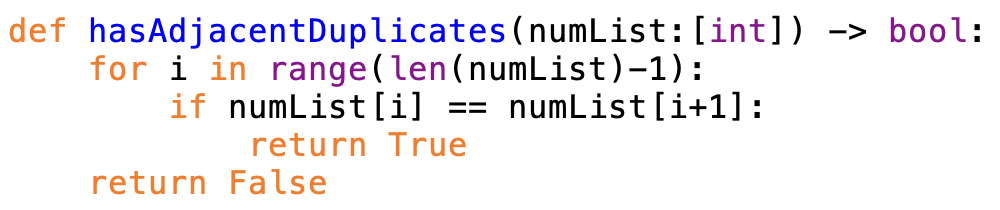 def hasAdjacentDuplicates(numList:[int]) -> bool:
    for i in range(len(numList)-1):
        if numList[i] == numList[i+1]:
            return True
    return False